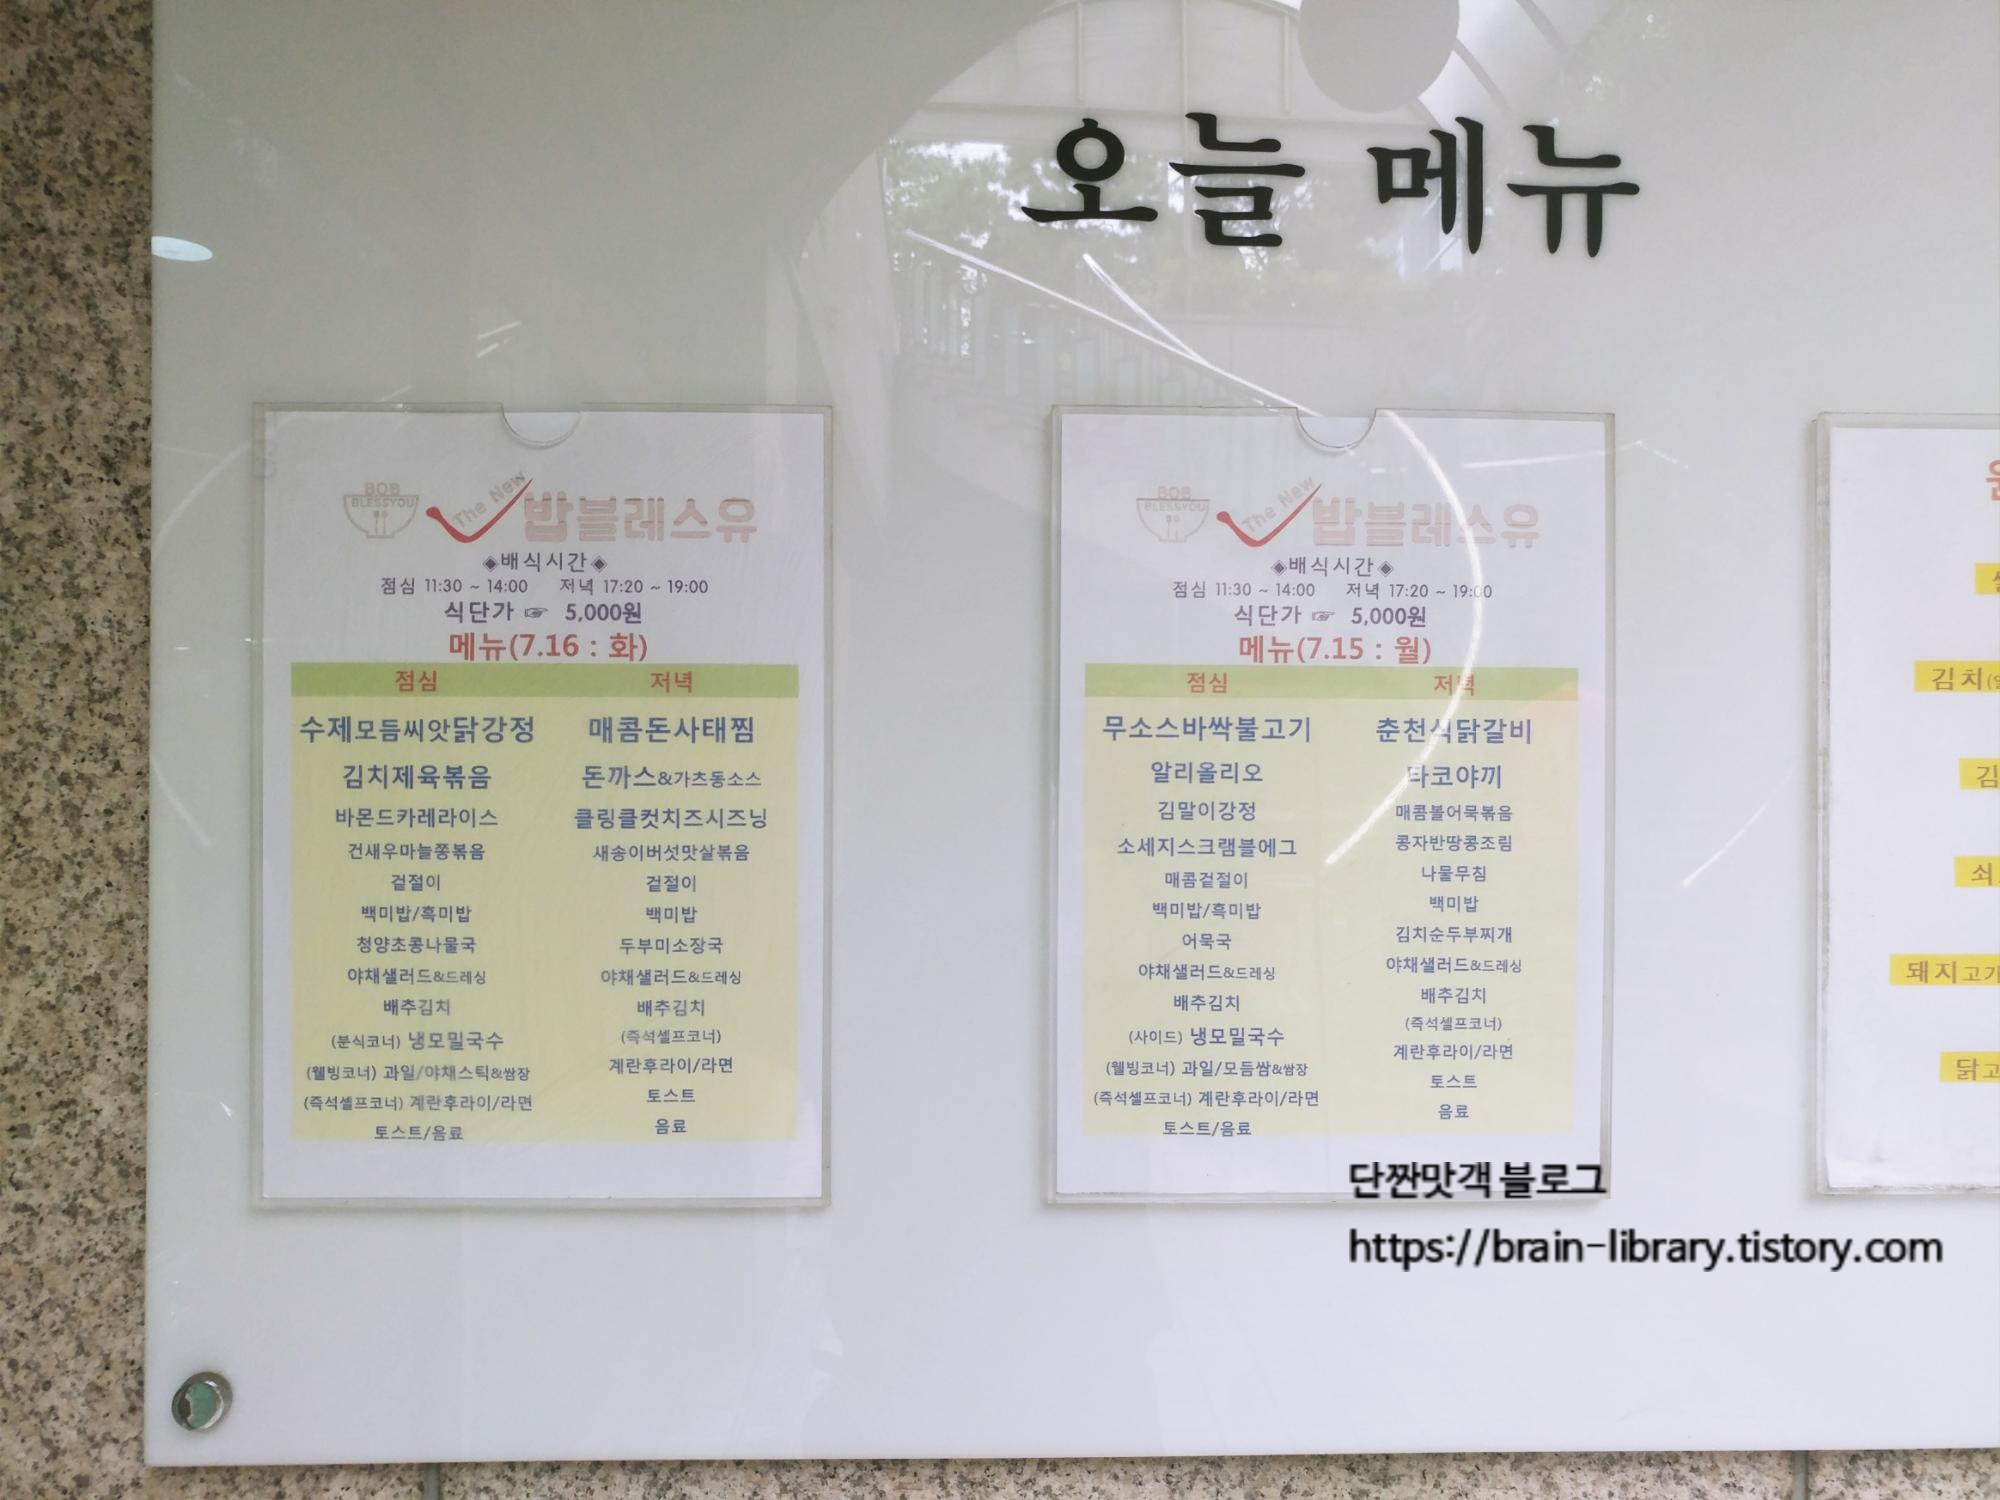 오늘 메뉴
BOB
BLESSYOU
The New
밥블레스유
◈배식시간◈
점심 11:30 ~ 14:00 저녁 17:20 ~ 19:00
식단가 ☞ 5,000원
메뉴(7.16 : 화)
점심 저녁
수제모듬씨앗닭강정 매콤돈사태찜
김치제육볶음 돈까스&가츠동소스
바몬드카레라이스 클링클컷치즈시즈닝
건새우마늘쫑볶음 새송이버섯맛살볶음
겉절이 겉절이
백미밥/흑미밥 백미밥
청양초콩나물국 두부미소장국
야채샐러드&드레싱 야채샐러드&드레싱
배추김치 배추김치
(분식코너) 냉모밀국수 (즉석셀프코너)
(웰빙코너) 과일/야채스틱&쌈장 계란후라이/라면
(즉석셀프코너) 계란후라이/라면 토스트
토스트/음료 음료
BOB
BLESSYOU
The New
밥블레스유
◈배식시간◈
점심 11:30 ~ 14:00 저녁 17:20 ~ 19:00
식단가 ☞ 5,000원
메뉴(7.15 : 월)
점심 저녁
무소스바싹불고기 춘천식닭갈비
알리올리오 타코야끼
김말이강정 매콤볼어묵볶음
소세지스크램블에그 콩자반땅콩조림
매콤겉절이 나물무침
백미밥/흑미밥 백미밥
어묵국 김치순두부찌개
야채샐러드&드레싱 야채샐러드&드레싱
배추김치 배추김치
(사이드) 냉모밀국수 (즉석셀프코너)
(웰빙코너) 과일/모듬쌈&쌈장 계란후라이/라면
(즉석셀프코너) 계란후라이/라면 토스트
토스트/음료 음료
김치
김
돼지고기
단짠맛객 블로그
https://brain-library.tistory.com